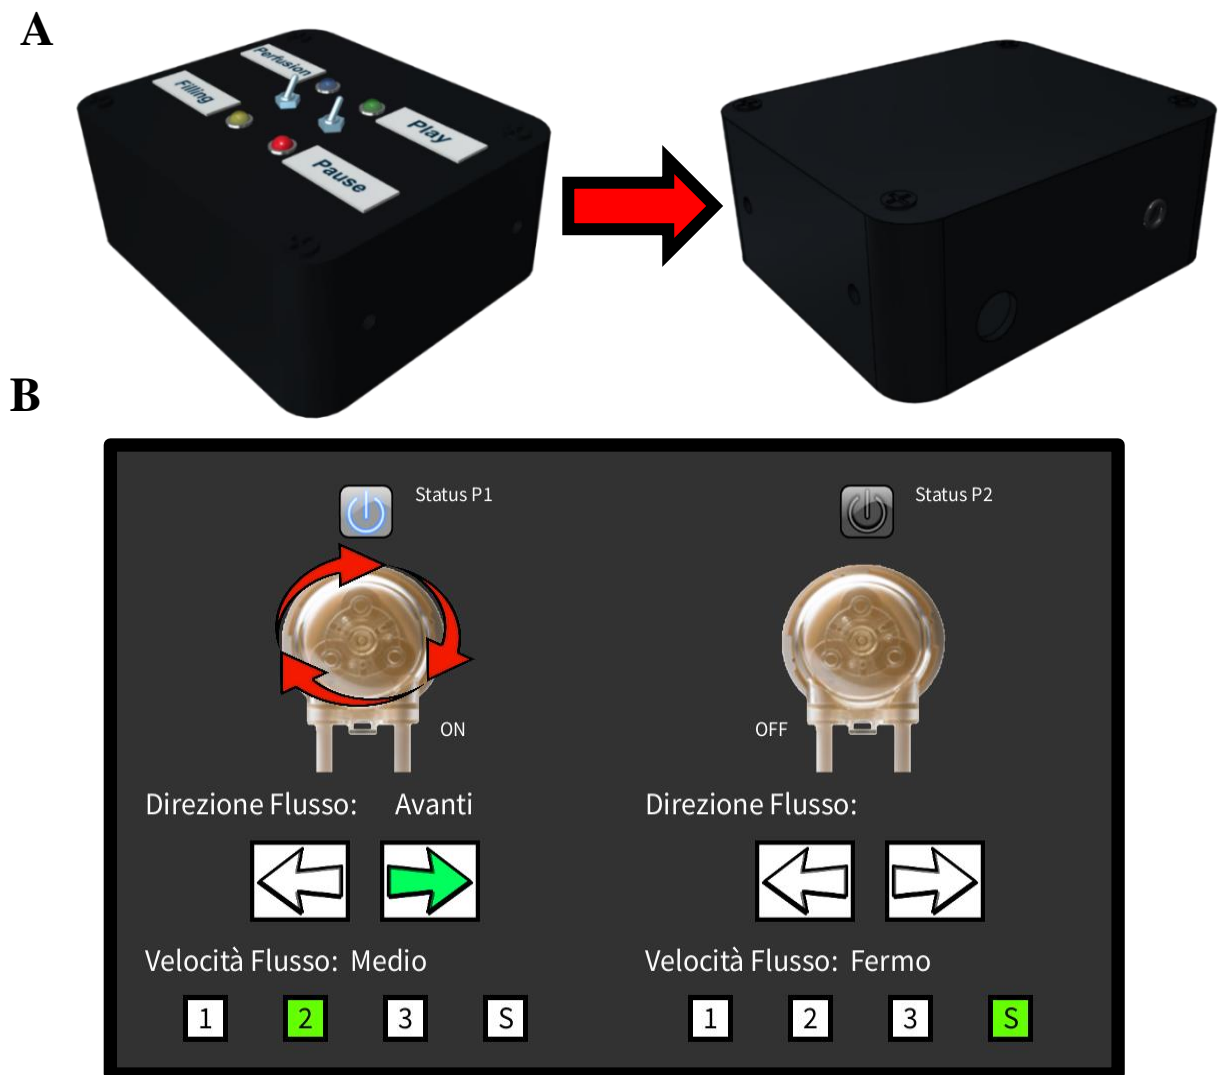 A
Perfusion
Filling
Play
Pause
B
Status P1
Status P2
ON
OFF
Direzione Flusso: Avanti
Direzione Flusso:
Velocità Flusso: Medio
Velocità Flusso: Fermo
1 2 3 S
1 2 3 S